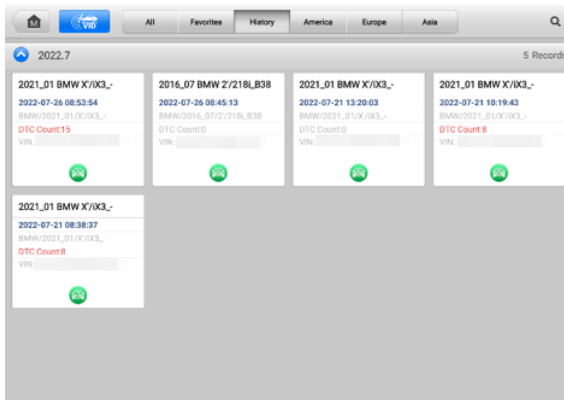 VID
All
Favorites
History
America
Europe
Asia
2022.7
5 Records
2021_01 BMW X'/iX3_-
2022-07-26 08:53:54
BMW/2021_01/X'/iX3_-
DTC Count:15
VIN:
2016_07 BMW 2'/218i_B38
2022-07-26 08:45:13
BMW/2016_07/2'/218i_B38
DTC Count:0
VIN:
2021_01 BMW X'/iX3_-
2022-07-21 13:20:03
BMW/2021_01/X'/iX3_-
DTC Count:0
VIN:
2021_01 BMW X'/iX3_-
2022-07-21 10:19:43
BMW/2021_01/X'/iX3_-
DTC Count:8
VIN:
2021_01 BMW X'/iX3_-
2022-07-21 08:38:37
BMW/2021_01/X'/iX3_-
DTC Count:8
VIN: